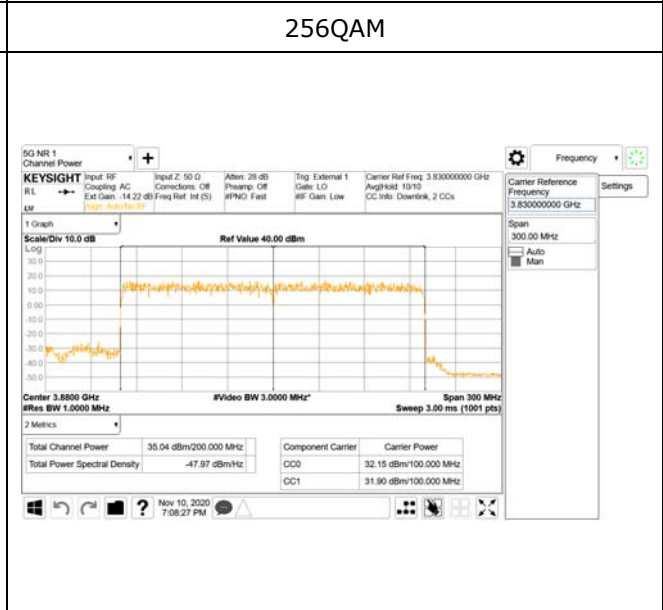 256QAM
5G NR 1
Channel Power
Frequency
KEYSIGHT
RL
Input: RF
Coupling: AC
Ext Gain: -14.22 dB
Align: Auto/No RF
Input Z: 50 Ω
Corrections: Off
Freq Ref: Int (S)
Atten: 28 dB
Preamp: Off
#PNO: Fast
Trig: External 1
Gate: LO
#IF Gain: Low
Carrier Ref Freq: 3.830000000 GHz
Avg|Hold: 10/10
CC Info: Downlink, 2 CCs
Carrier Reference
Frequency
3.830000000 GHz
Settings
Span
300.00 MHz
Auto
Man
1 Graph
Scale/Div 10.0 dB
Ref Value 40.00 dBm
Log
30.0
20.0
10.0
0.00
-10.0
-20.0
-30.0
-40.0
-50.0
Center 3.8800 GHz
#Video BW 3.0000 MHz*
Span 300 MHz
#Res BW 1.0000 MHz
Sweep 3.00 ms (1001 pts)
2 Metrics
Total Channel Power 35.04 dBm/200.000 MHz
Total Power Spectral Density -47.97 dBm/Hz
Component Carrier Carrier Power
CC0 32.15 dBm/100.000 MHz
CC1 31.90 dBm/100.000 MHz
?
Nov 10, 2020
7:08:27 PM